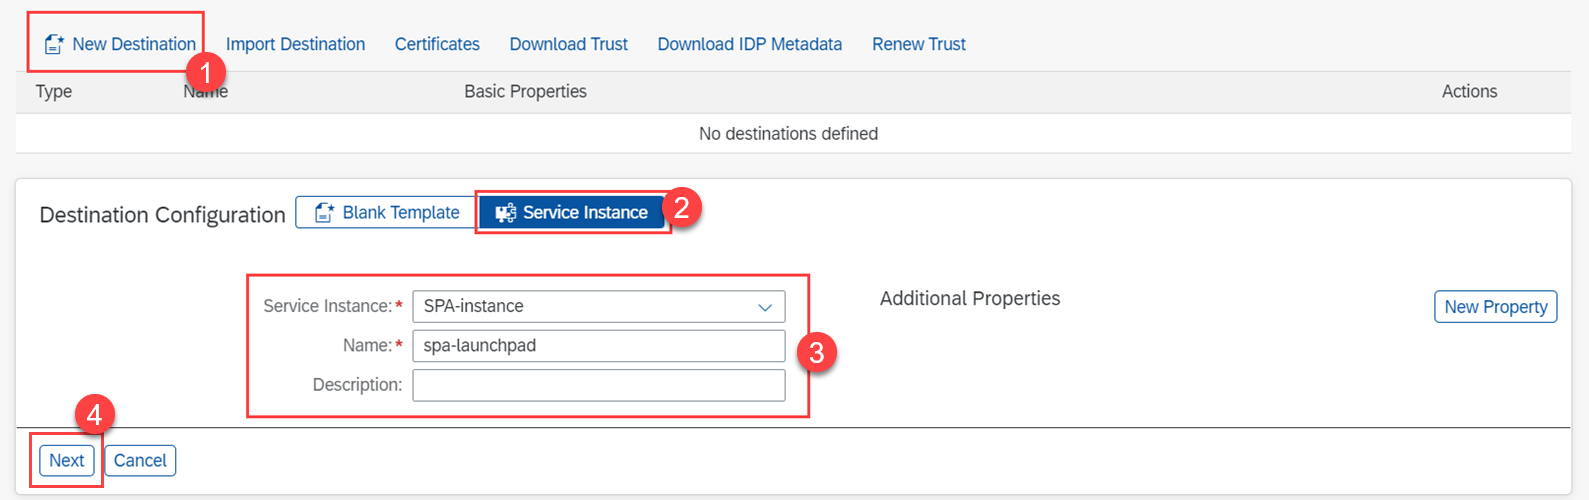 New Destination Import Destination Certificates Download Trust Download IDP Metadata Renew Trust
1
Type Name Basic Properties Actions
No destinations defined
Destination Configuration Blank Template Service Instance 2
Service Instance:* SPA-instance Additional Properties New Property
Name:* spa-launchpad 3
Description:
4
Next Cancel